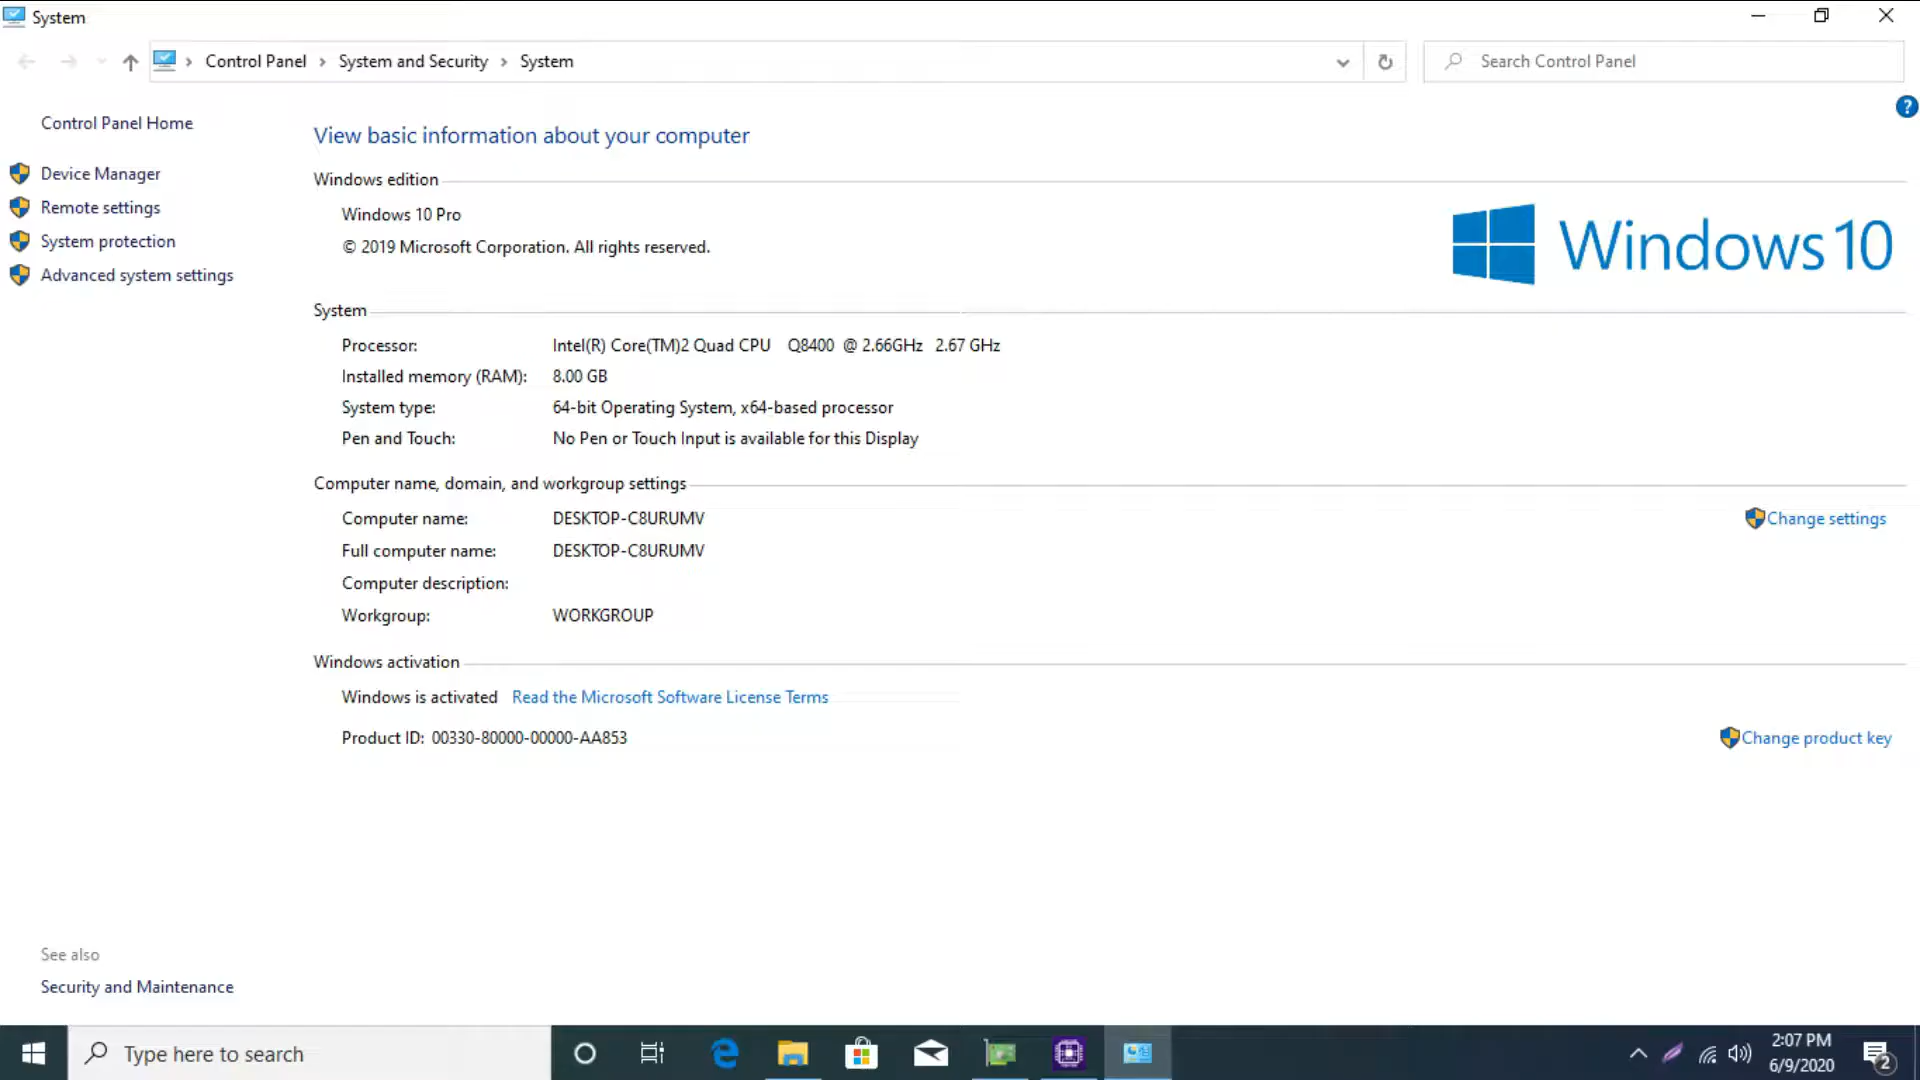 System
Control Panel › System and Security › System
Search Control Panel
?
Control Panel Home
Device Manager
Remote settings
System protection
Advanced system settings
View basic information about your computer
Windows edition
Windows 10 Pro
© 2019 Microsoft Corporation. All rights reserved.
Windows 10
System
Processor: Intel(R) Core(TM)2 Quad CPU Q8400 @ 2.66GHz 2.67 GHz
Installed memory (RAM): 8.00 GB
System type: 64-bit Operating System, x64-based processor
Pen and Touch: No Pen or Touch Input is available for this Display
Computer name, domain, and workgroup settings
Computer name: DESKTOP-C8URUMV
Change settings
Full computer name: DESKTOP-C8URUMV
Computer description:
Workgroup: WORKGROUP
Windows activation
Windows is activated Read the Microsoft Software License Terms
Product ID: 00330-80000-00000-AA853
Change product key
See also
Security and Maintenance
Type here to search
2:07 PM
6/9/2020
2